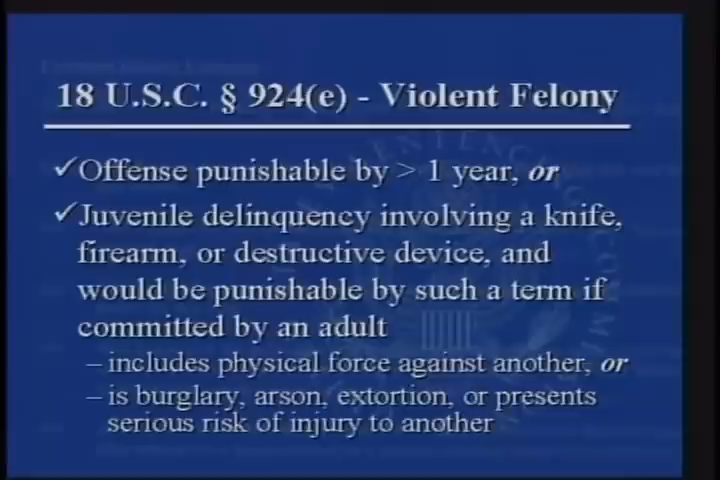 18 U.S.C. § 924(e) - Violent Felony
✓Offense punishable by > 1 year, or
✓Juvenile delinquency involving a knife,
firearm, or destructive device, and
would be punishable by such a term if
committed by an adult
– includes physical force against another, or
– is burglary, arson, extortion, or presents
serious risk of injury to another